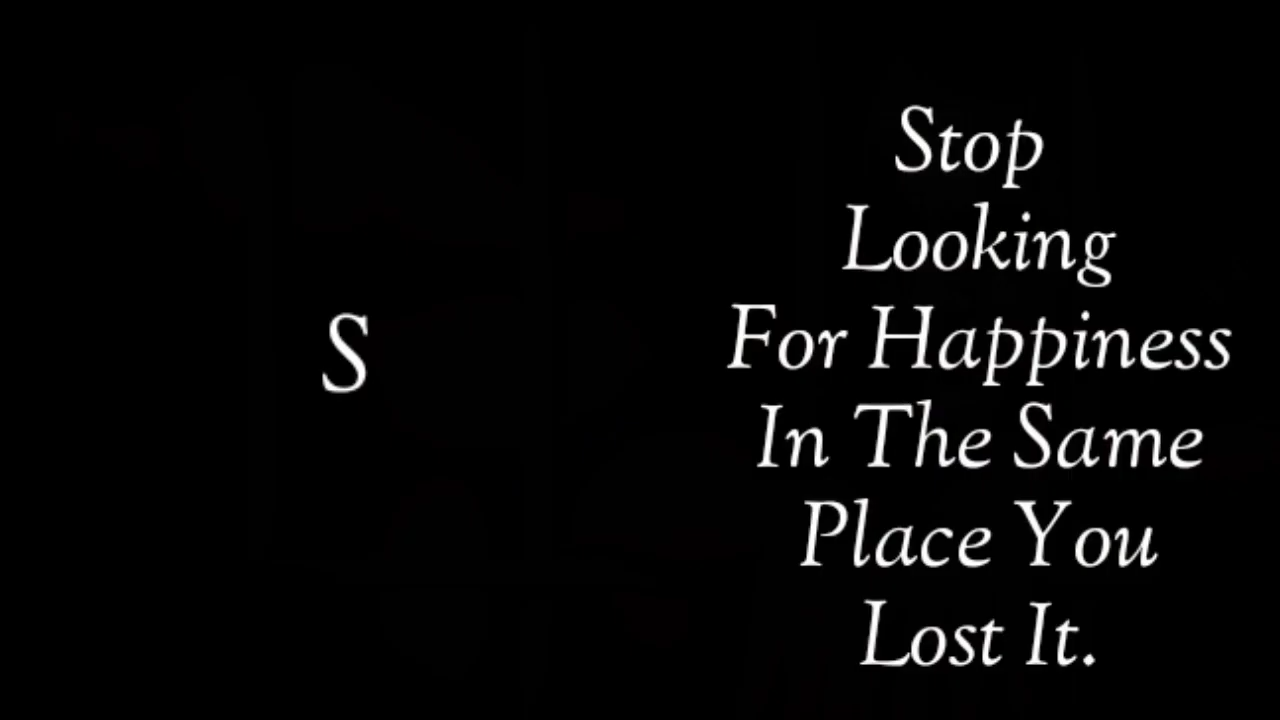 S
Stop
Looking
For Happiness
In The Same
Place You
Lost It.